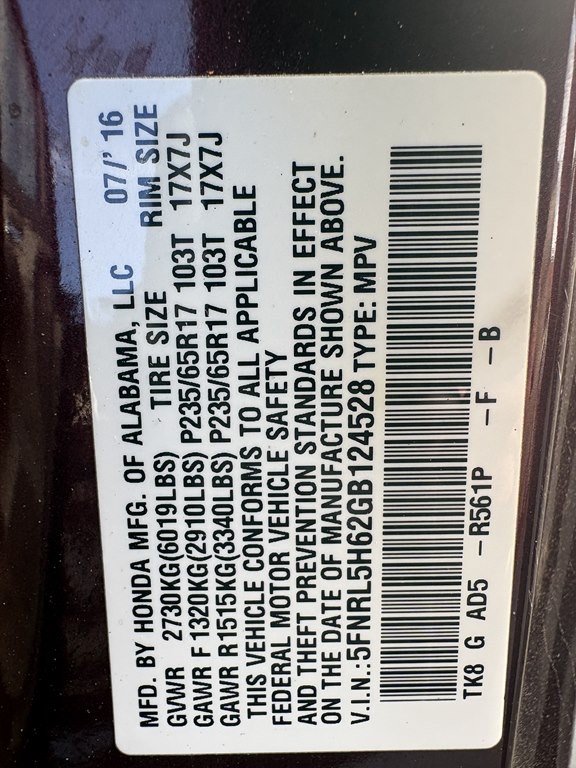 MFD. BY HONDA MFG. OF ALABAMA, LLC 07/'16
GVWR 2730KG(6019LBS) TIRE SIZE RIM SIZE
GAWR F 1320KG(2910LBS) P235/65R17 103T 17X7J
GAWR R1515KG(3340LBS) P235/65R17 103T 17X7J
THIS VEHICLE CONFORMS TO ALL APPLICABLE
FEDERAL MOTOR VEHICLE SAFETY
AND THEFT PREVENTION STANDARDS IN EFFECT
ON THE DATE OF MANUFACTURE SHOWN ABOVE.
V.I.N.:5FNRL5H62GB124528 TYPE: MPV
TK8 G AD5 -R561P -F -B